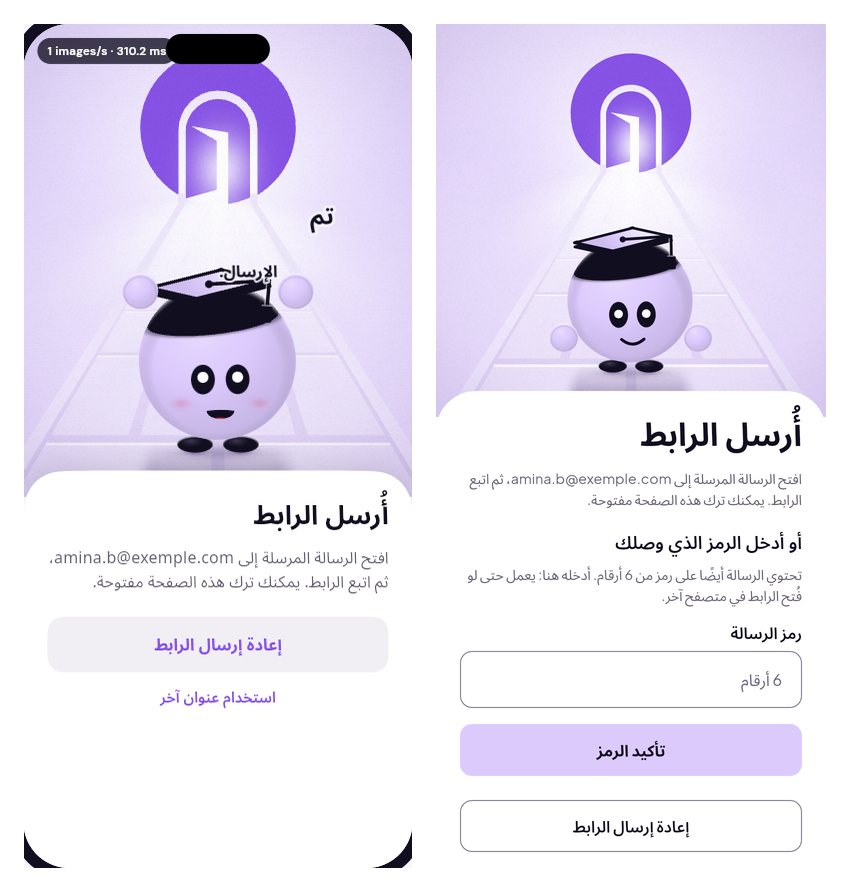 1 images/s · 310.2 ms
تم
الإرسال.
أُرسل الرابط
افتح الرسالة المرسلة إلى amina.b@exemple.com،
ثم اتبع الرابط. يمكنك ترك هذه الصفحة مفتوحة.
إعادة إرسال الرابط
استخدام عنوان آخر
أُرسل الرابط
افتح الرسالة المرسلة إلى amina.b@exemple.com، ثم اتبع
الرابط. يمكنك ترك هذه الصفحة مفتوحة.
أو أدخل الرمز الذي وصلك
تحتوي الرسالة أيضًا على رمز من 6 أرقام. أدخله هنا: يعمل حتى لو
فُتح الرابط في متصفح آخر.
رمز الرسالة
6 أرقام
تأكيد الرمز
إعادة إرسال الرابط